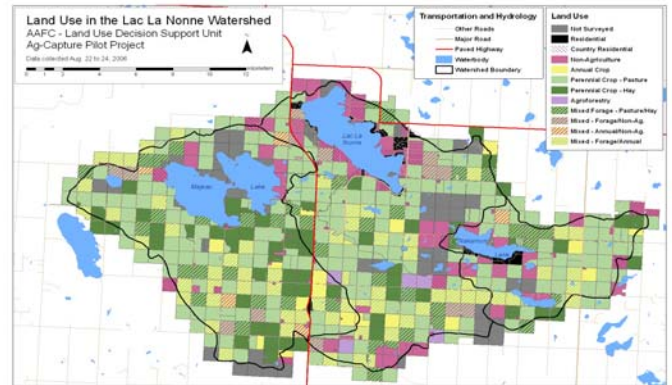 Land Use in the Lac La Nonne Watershed
AAFC - Land Use Decision Support Unit
Ag-Capture Pilot Project
Data collected Aug. 22 to 24, 2006
Transportation and Hydrology
Other Roads
Major Road
Paved Highway
Waterbody
Watershed Boundary
Land Use
Not Surveyed
Residential
Country Residential
Non-Agriculture
Annual Crop
Perennial Crop - Pasture
Perennial Crop - Hay
Agroforestry
Mixed Forage - Pasture/Hay
Mixed - Forage/Non-Ag.
Mixed - Annual/Non-Ag.
Mixed - Forage/Annual
Lac La
Nonne
Lake